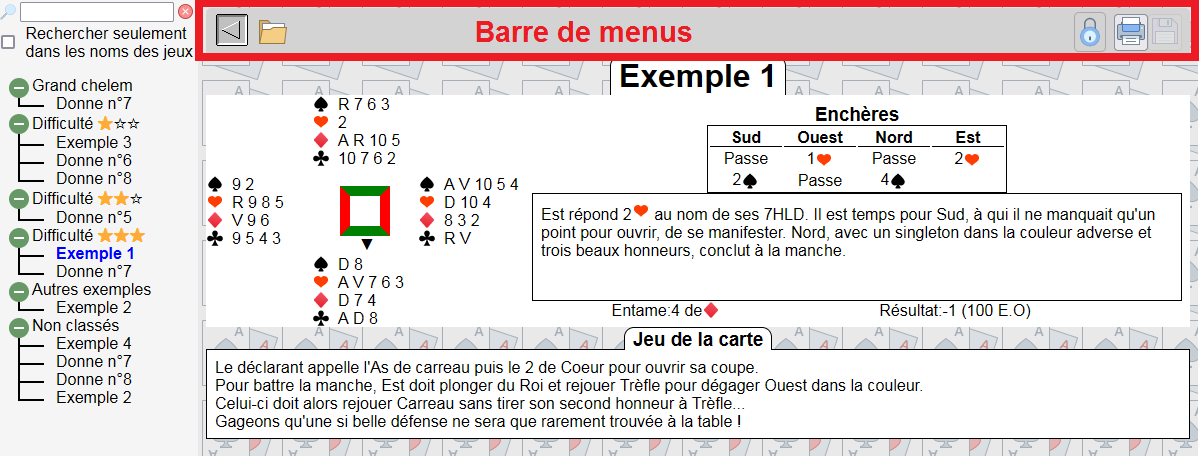 Rechercher seulement
dans les noms des jeux
Grand chelem
Donne n°7
Difficulté ★☆☆
Exemple 3
Donne n°6
Donne n°8
Difficulté ★★☆
Donne n°5
Difficulté ★★★
Exemple 1
Donne n°7
Autres exemples
Exemple 2
Non classés
Exemple 4
Donne n°7
Donne n°8
Exemple 2
Barre de menus
Exemple 1
♠ R 7 6 3
♥ 2
♦ A R 10 5
♣ 10 7 6 2
♠ 9 2
♥ R 9 8 5
♦ V 9 6
♣ 9 5 4 3
♠ A V 10 5 4
♥ D 10 4
♦ 8 3 2
♣ R V
♠ D 8
♥ A V 7 6 3
♦ D 7 4
♣ A D 8
Enchères
Sud Ouest Nord Est
Passe 1♥ Passe 2♥
2♠ Passe 4♠
Est répond 2♥ au nom de ses 7HLD. Il est temps pour Sud, à qui il ne manquait qu'un
point pour ouvrir, de se manifester. Nord, avec un singleton dans la couleur adverse et
trois beaux honneurs, conclut à la manche.
Entame:4 de♦ Résultat:-1 (100 E.O)
Jeu de la carte
Le déclarant appelle l'As de carreau puis le 2 de Coeur pour ouvrir sa coupe.
Pour battre la manche, Est doit plonger du Roi et rejouer Trèfle pour dégager Ouest dans la couleur.
Celui-ci doit alors rejouer Carreau sans tirer son second honneur à Trèfle...
Gageons qu'une si belle défense ne sera que rarement trouvée à la table !